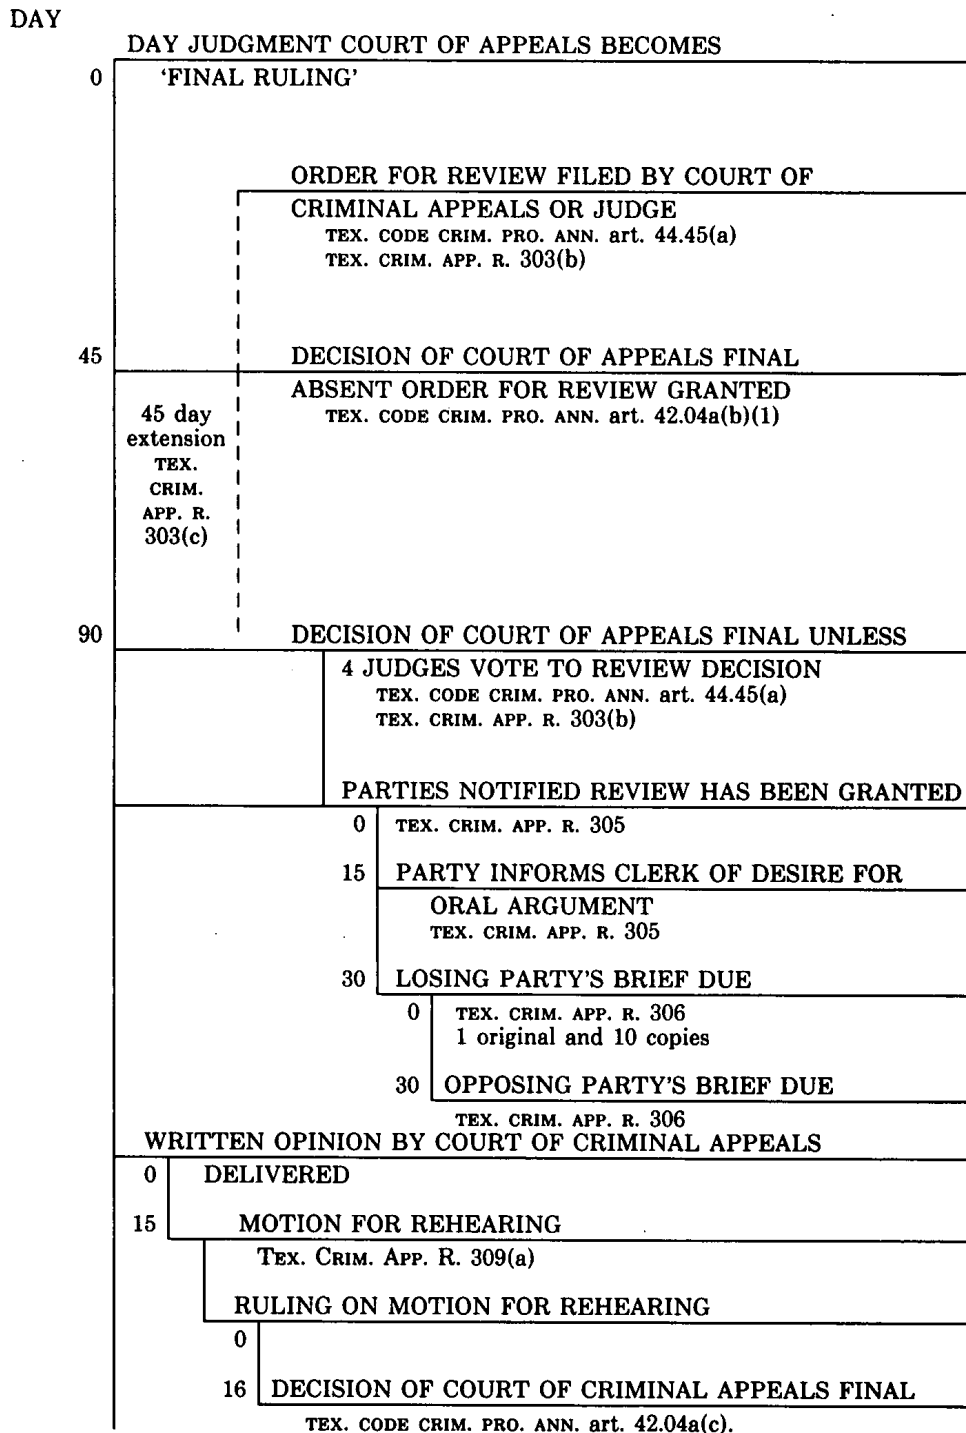 DAY
DAY JUDGMENT COURT OF APPEALS BECOMES
0 ‘FINAL RULING’
ORDER FOR REVIEW FILED BY COURT OF
CRIMINAL APPEALS OR JUDGE
TEX. CODE CRIM. PRO. ANN. art. 44.45(a)
TEX. CRIM. APP. R. 303(b)
45 DECISION OF COURT OF APPEALS FINAL
ABSENT ORDER FOR REVIEW GRANTED
TEX. CODE CRIM. PRO. ANN. art. 42.04a(b)(1)
45 day
extension
TEX.
CRIM.
APP. R.
303(c)
90 DECISION OF COURT OF APPEALS FINAL UNLESS
4 JUDGES VOTE TO REVIEW DECISION
TEX. CODE CRIM. PRO. ANN. art. 44.45(a)
TEX. CRIM. APP. R. 303(b)
PARTIES NOTIFIED REVIEW HAS BEEN GRANTED
0 TEX. CRIM. APP. R. 305
15 PARTY INFORMS CLERK OF DESIRE FOR
ORAL ARGUMENT
TEX. CRIM. APP. R. 305
30 LOSING PARTY'S BRIEF DUE
0 TEX. CRIM. APP. R. 306
1 original and 10 copies
30 OPPOSING PARTY'S BRIEF DUE
TEX. CRIM. APP. R. 306
WRITTEN OPINION BY COURT OF CRIMINAL APPEALS
0 DELIVERED
15 MOTION FOR REHEARING
TEX. CRIM. APP. R. 309(a)
RULING ON MOTION FOR REHEARING
0
16 DECISION OF COURT OF CRIMINAL APPEALS FINAL
TEX. CODE CRIM. PRO. ANN. art. 42.04a(c).